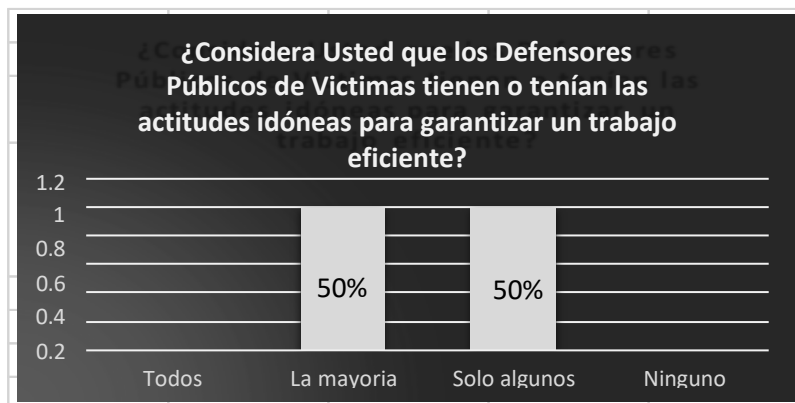 ¿Considera Usted que los Defensores
Públicos de Victimas tienen o tenían las
actitudes idóneas para garantizar un trabajo
eficiente?
1.2
1
0.8
0.6
0.4
0.2
50%
50%
Todos
La mayoria
Solo algunos
Ninguno